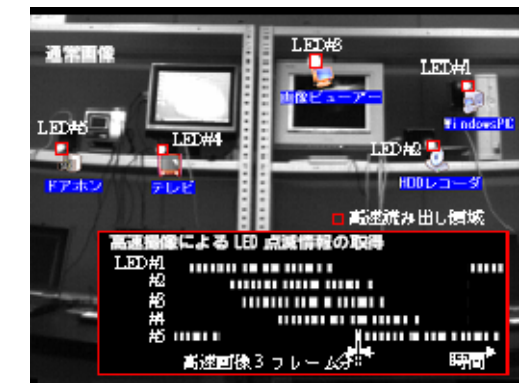 通常画像
LED#3
LED#1
画像ビューアー
WindowsPC
LED#5
LED#4
LED#2
ドアホン
テレビ
HDDレコーダ
高速読み出し領域
高速撮像による LED 点滅情報の取得
LED#1
#2
#3
#4
#5
高速画像3フレーム分
時間